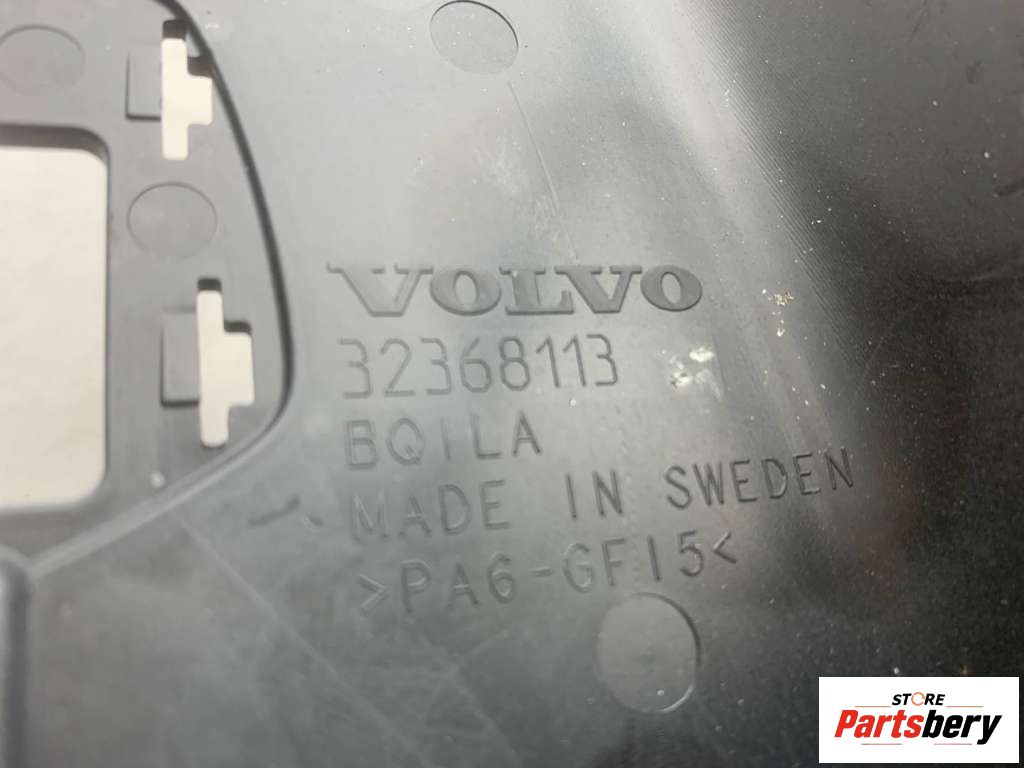 VOLVO
32368113
BQILA
MADE IN SWEDEN
>PA6-GF15<
STORE
Partsbery